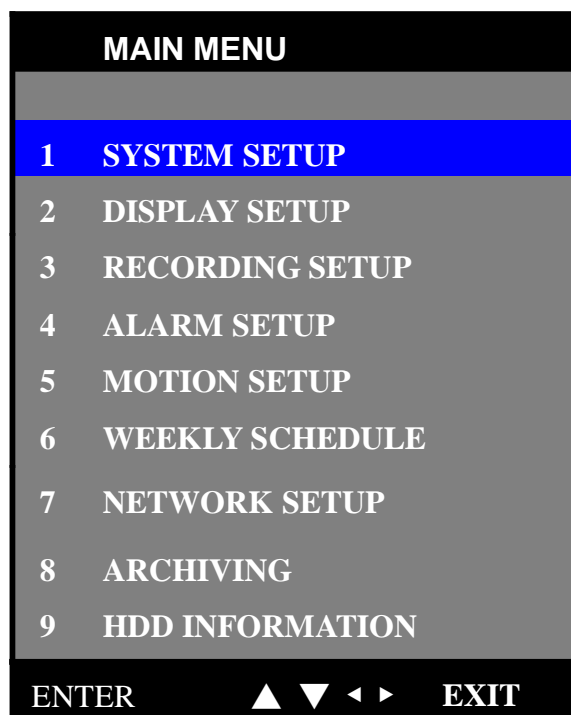 MAIN MENU
1 SYSTEM SETUP
2 DISPLAY SETUP
3 RECORDING SETUP
4 ALARM SETUP
5 MOTION SETUP
6 WEEKLY SCHEDULE
7 NETWORK SETUP
8 ARCHIVING
9 HDD INFORMATION
ENTER ▲ ▼ ◄ ► EXIT